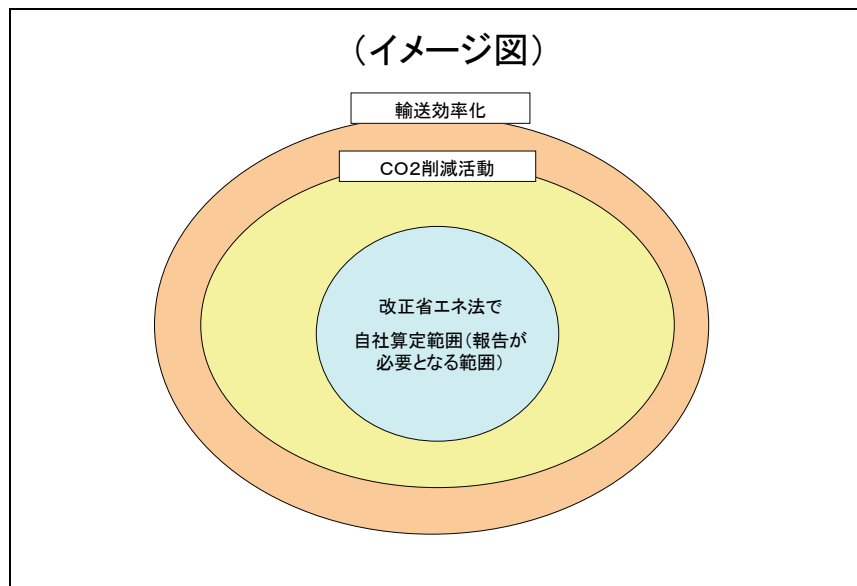 （イメージ図）
輸送効率化
ＣＯ２削減活動
改正省エネ法で
自社算定範囲（報告が
必要となる範囲）